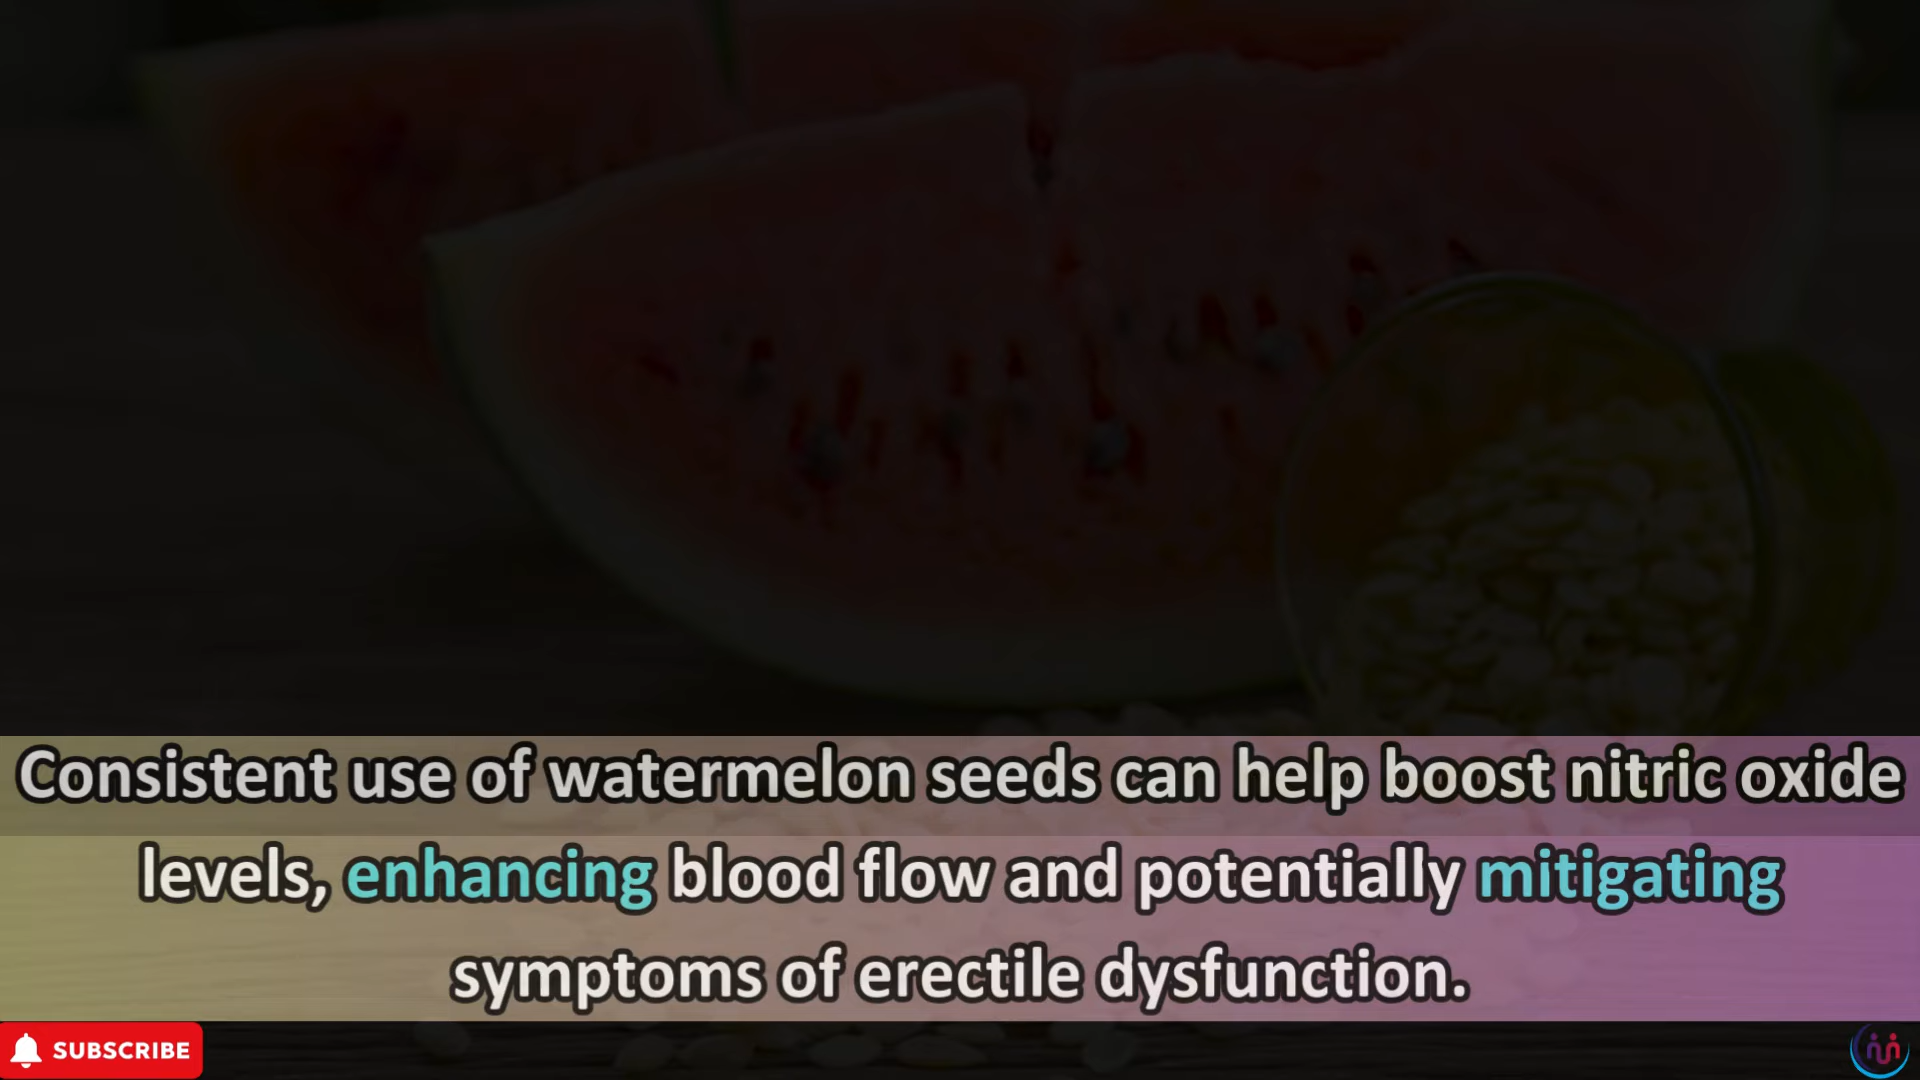 Consistent use of watermelon seeds can help boost nitric oxide
levels, enhancing blood flow and potentially mitigating
symptoms of erectile dysfunction.
SUBSCRIBE